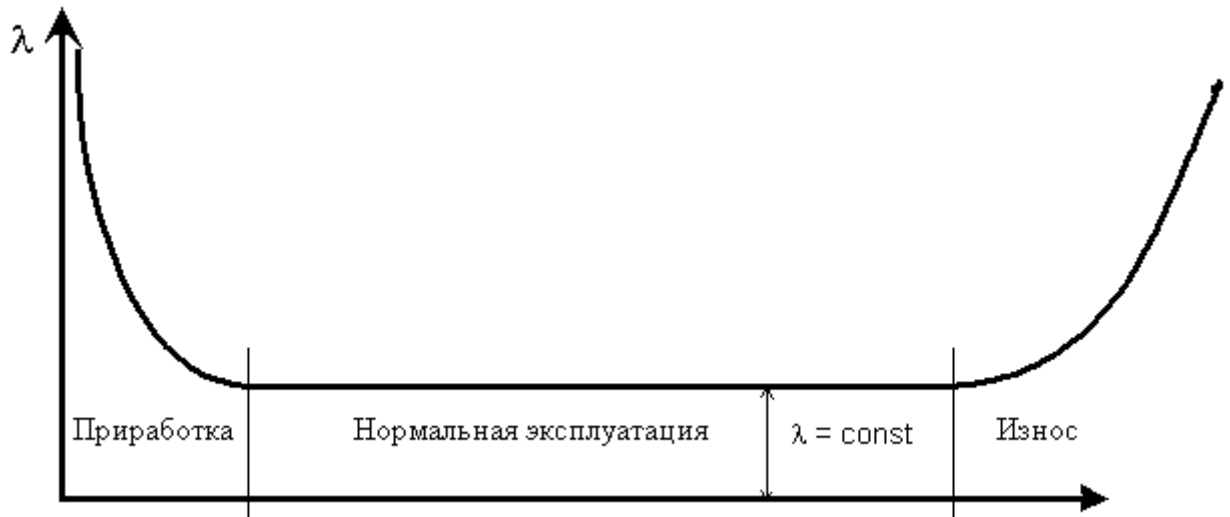 λ
Приработка
Нормальная эксплуатация
λ = const
Износ